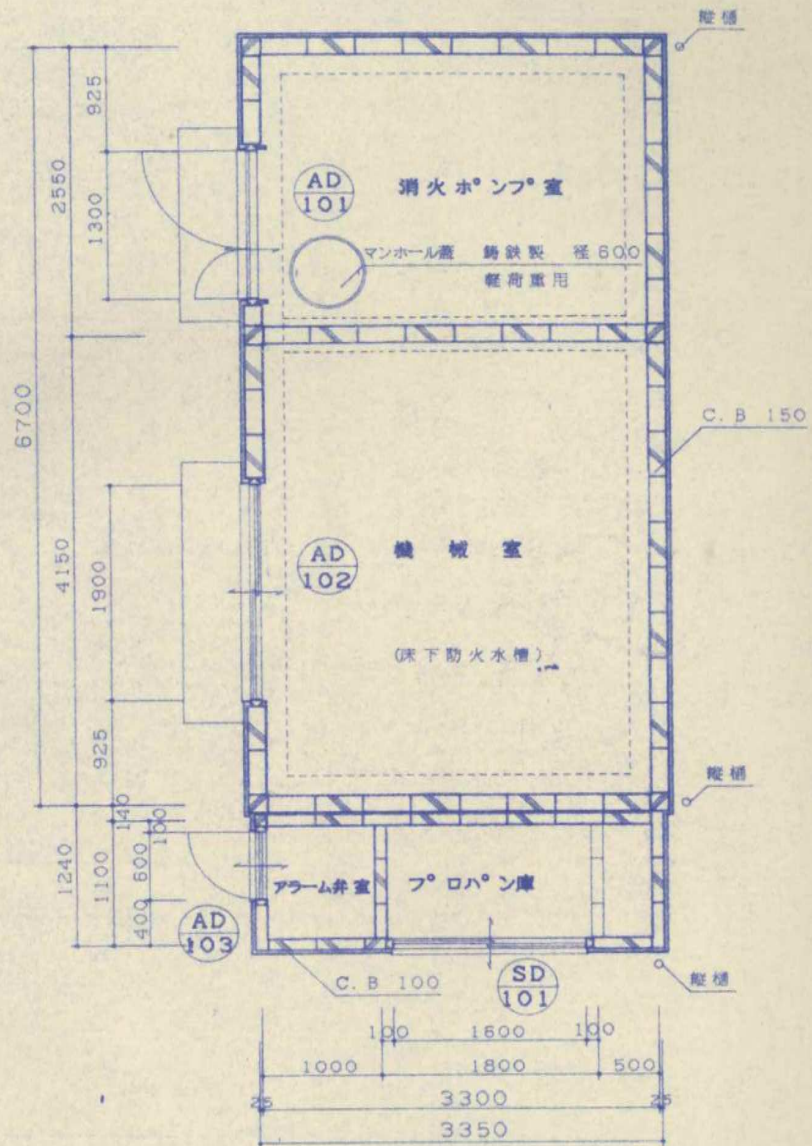 縦樋
925
2550
1300
AD
101
消火ポンプ室
マンホール蓋 鋳鉄製 径600
軽荷重用
6700
C. B 150
4150
1900
AD
102
機械室
(床下防火水槽)
925
縦樋
140
100
1240
1100
600
400
アラーム弁室
プロパン庫
AD
103
C. B 100
SD
101
縦樋
100 1600 100
1000 1800 500
25 3300 25
3350